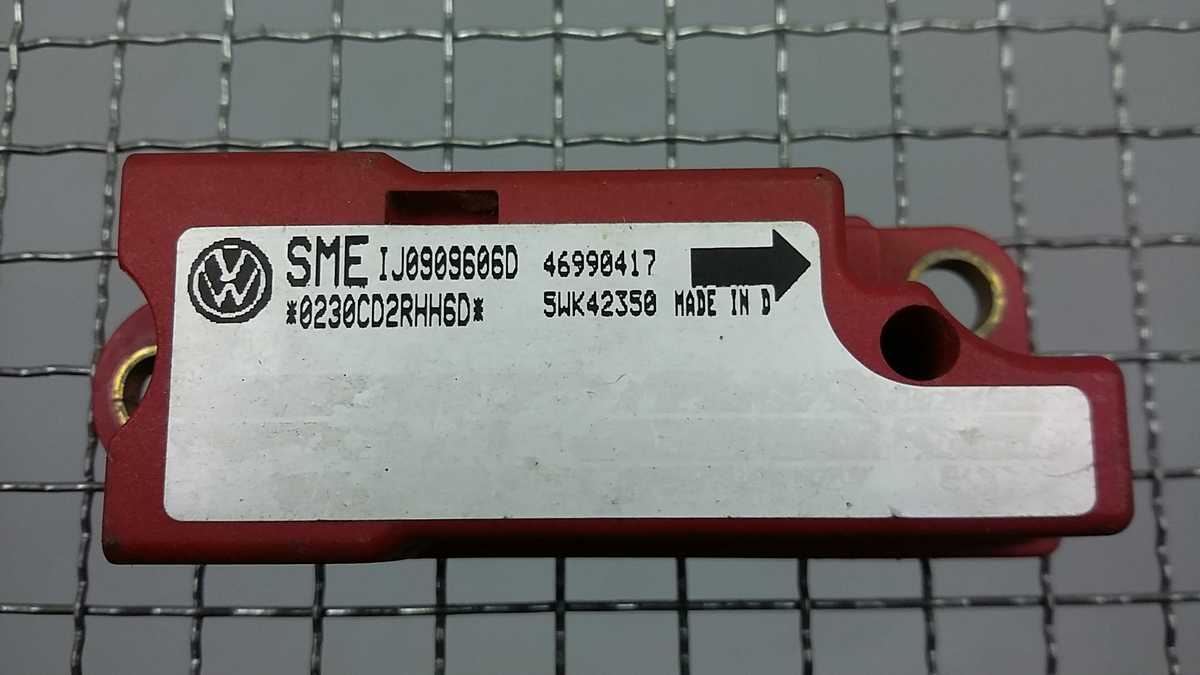 SME IJ0909606D 46990417
*0230CD2RHH6D* 5WK42350 MADE IN D